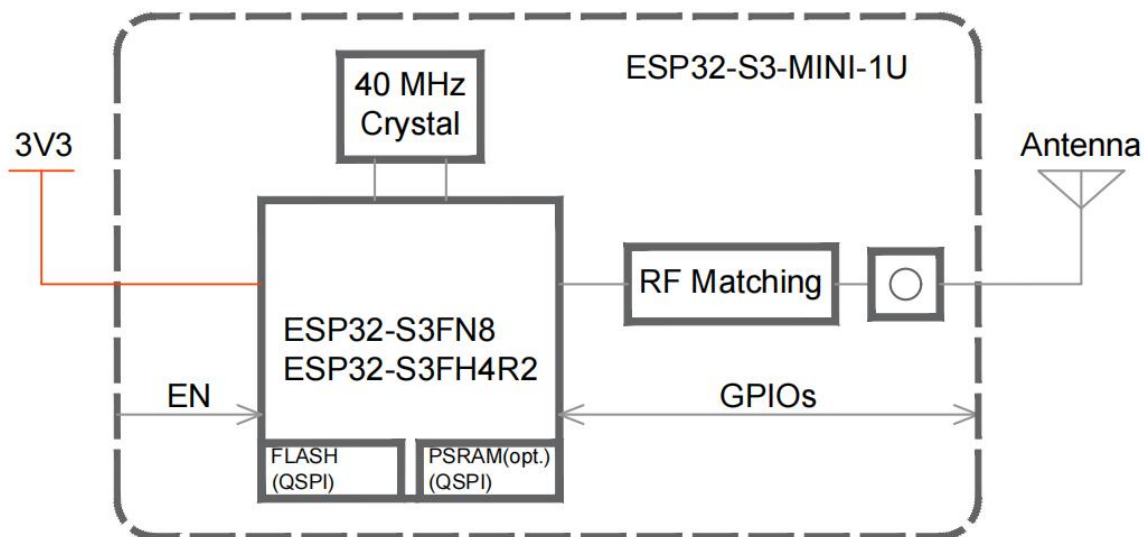 ESP32-S3-MINI-1U
40 MHz
Crystal
3V3
Antenna
RF Matching
ESP32-S3FN8
ESP32-S3FH4R2
EN
GPIOs
FLASH
(QSPI)
PSRAM(opt.)
(QSPI)